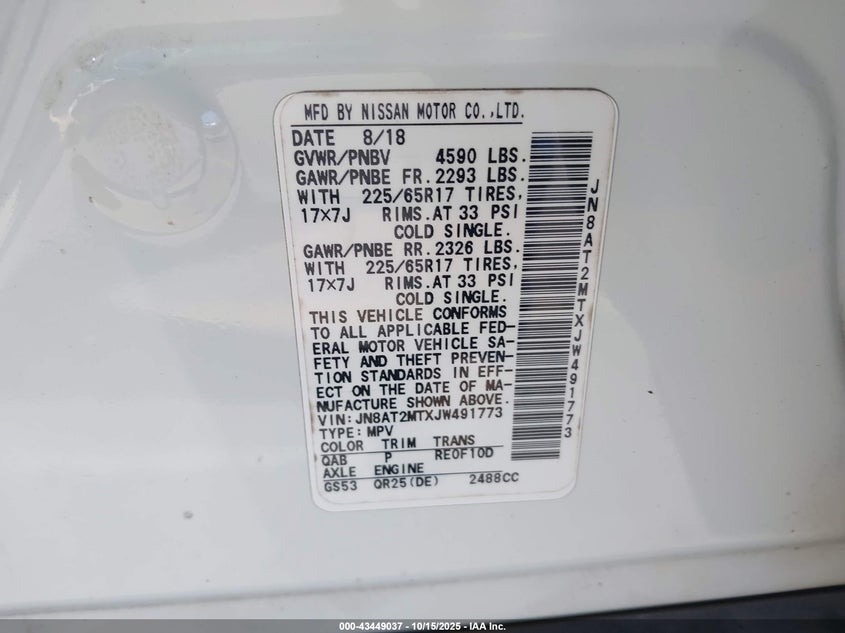 MFD BY NISSAN MOTOR CO.,LTD.
DATE 8/18
GVWR/PNBV 4590 LBS.
GAWR/PNBE FR.2293 LBS.
WITH 225/65R17 TIRES,
17×7J RIMS.AT 33 PSI
COLD SINGLE.
GAWR/PNBE RR.2326 LBS.
WITH 225/65R17 TIRES,
17×7J RIMS.AT 33 PSI
COLD SINGLE.
THIS VEHICLE CONFORMS
TO ALL APPLICABLE FED-
ERAL MOTOR VEHICLE SA-
FETY AND THEFT PREVEN-
TION STANDARDS IN EFF-
ECT ON THE DATE OF MA-
NUFACTURE SHOWN ABOVE.
VIN:JN8AT2MTXJW491773
TYPE:MPV
COLOR TRIM TRANS
QAB P RE0F10D
AXLE ENGINE
GS53 QR25(DE) 2488CC
JN8AT2MTXJW491773
000-43449037 - 10/15/2025 - IAA Inc.